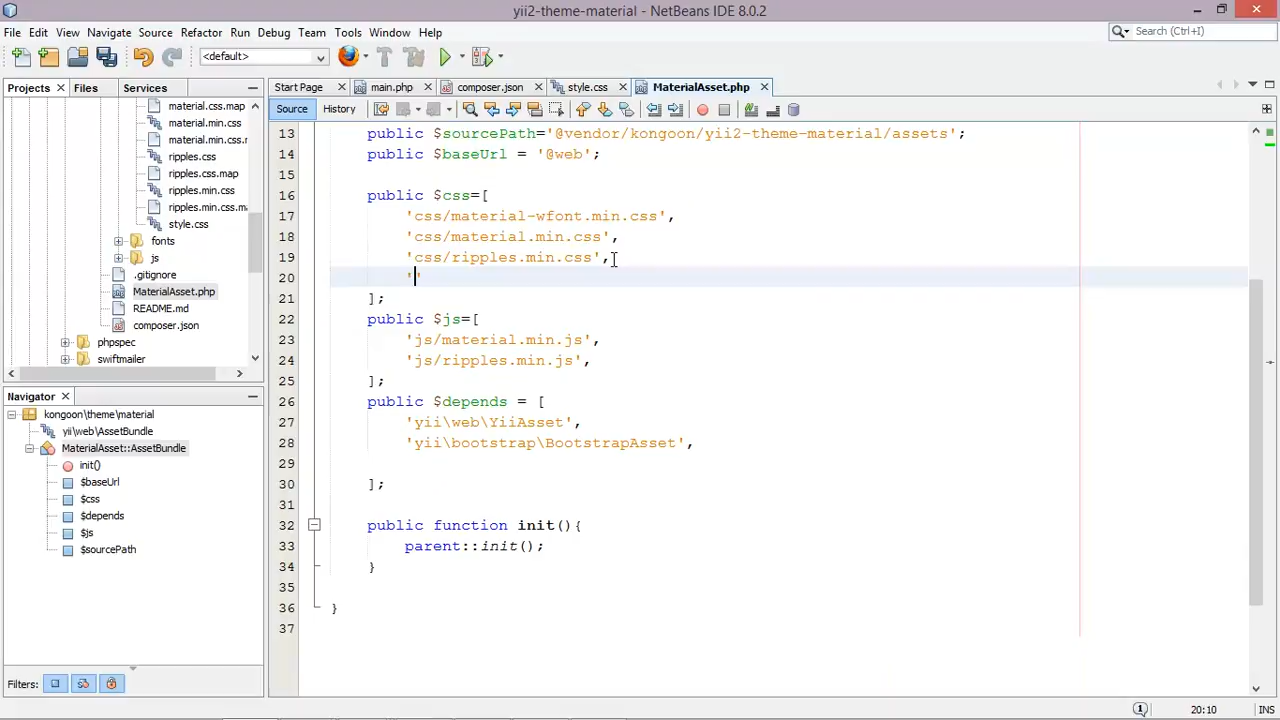 yii2-theme-material - NetBeans IDE 8.0.2
File Edit View Navigate Source Refactor Run Debug Team Tools Window Help
Search (Ctrl+I)
<default>
Projects Files Services
Start Page main.php composer.json style.css MaterialAsset.php
Source History
material.css.map
material.min.css
material.min.css.m
ripples.css
ripples.css.map
ripples.min.css
ripples.min.css.ma
style.css
fonts
js
.gitignore
MaterialAsset.php
README.md
composer.json
phpspec
swiftmailer
13 public $sourcePath='@vendor/kongoon/yii2-theme-material/assets';
14 public $baseUrl = '@web';
15
16 public $css=[
17 'css/material-wfont.min.css',
18 'css/material.min.css',
19 'css/ripples.min.css',
20 ''
21 ];
22 public $js=[
23 'js/material.min.js',
24 'js/ripples.min.js',
25 ];
26 public $depends = [
27 'yii\web\YiiAsset',
28 'yii\bootstrap\BootstrapAsset',
29
30 ];
31
32 public function init(){
33 parent::init();
34 }
35
36 }
37
Navigator
kongoon\theme\material
yii\web\AssetBundle
MaterialAsset::AssetBundle
init()
$baseUrl
$css
$depends
$js
$sourcePath
Filters:
20:10 INS